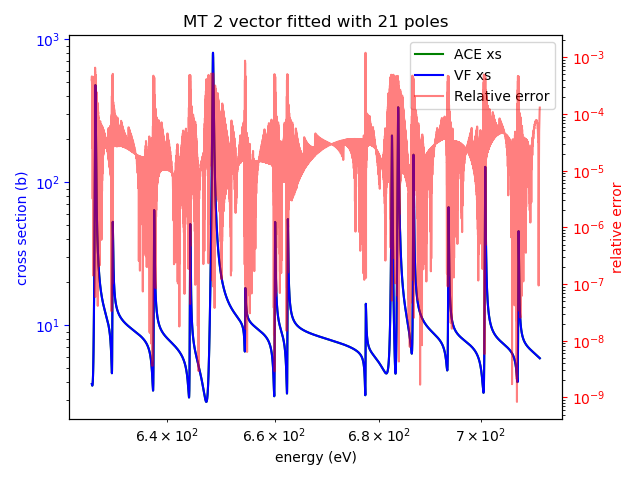 MT 2 vector fitted with 21 poles
ACE xs
VF xs
Relative error
cross section (b)
10³
10²
10¹
relative error
10⁻³
10⁻⁴
10⁻⁵
10⁻⁶
10⁻⁷
10⁻⁸
10⁻⁹
6.4 × 10² 6.6 × 10² 6.8 × 10² 7 × 10²
energy (eV)